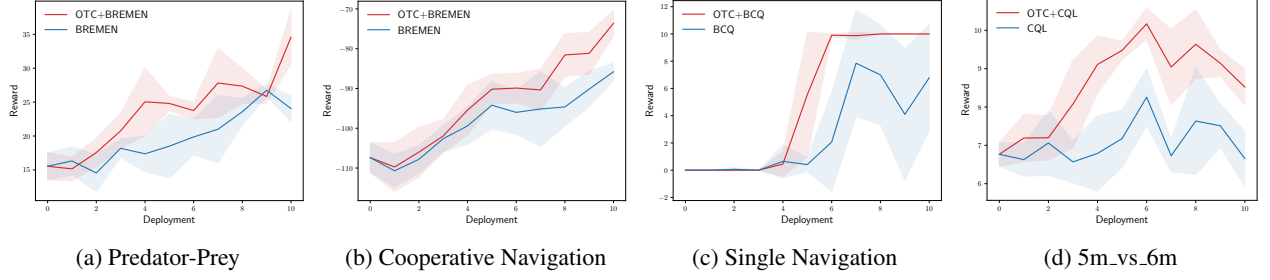 OTC+BREMEN
BREMEN
Reward
35
30
25
20
15
0 2 4 6 8 10
Deployment
(a) Predator-Prey
OTC+BREMEN
BREMEN
Reward
−70
−80
−90
−100
−110
0 2 4 6 8 10
Deployment
(b) Cooperative Navigation
OTC+BCQ
BCQ
Reward
12
10
8
6
4
2
0
−2
0 2 4 6 8 10
Deployment
(c) Single Navigation
OTC+CQL
CQL
Reward
10
9
8
7
6
0 2 4 6 8 10
Deployment
(d) 5m_vs_6m